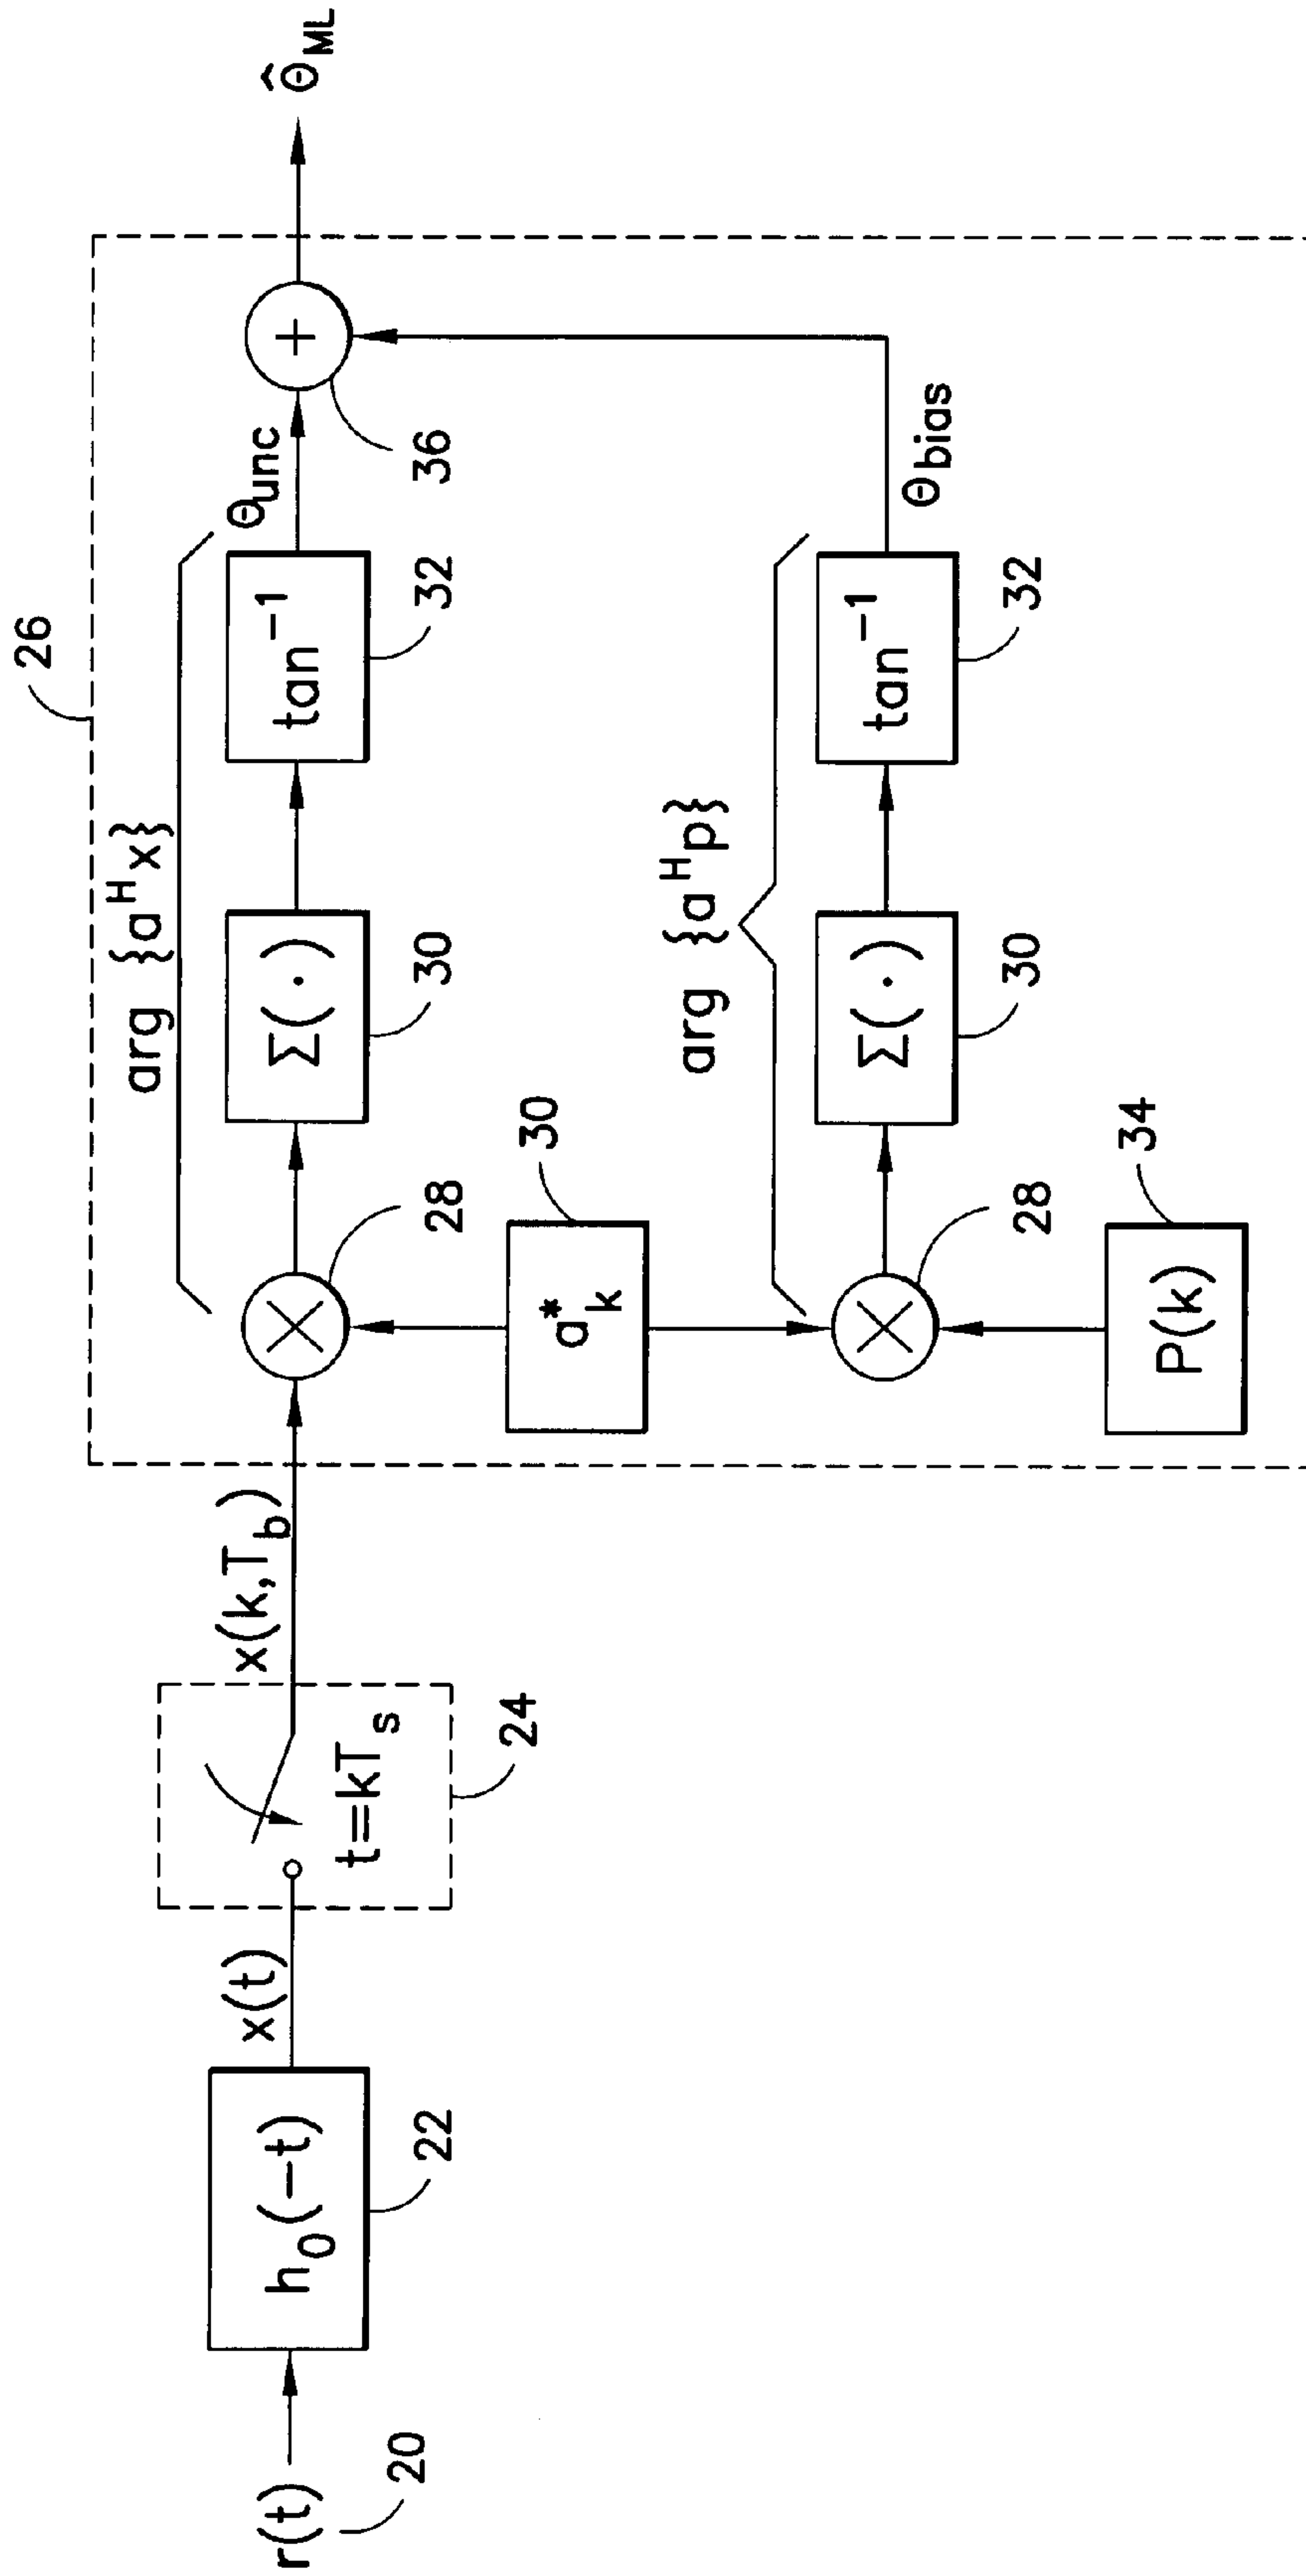 26
arg {aᴴx}
r(t)
20
h₀(−t)
22
x(t)
t=kTₛ
24
x(k,T_b)
×
28
Σ(·)
30
tan⁻¹
32
Θunc
+
36
Θ̂ML
a*ₖ
30
arg {aᴴp}
×
28
Σ(·)
30
tan⁻¹
32
Θbias
P(k)
34